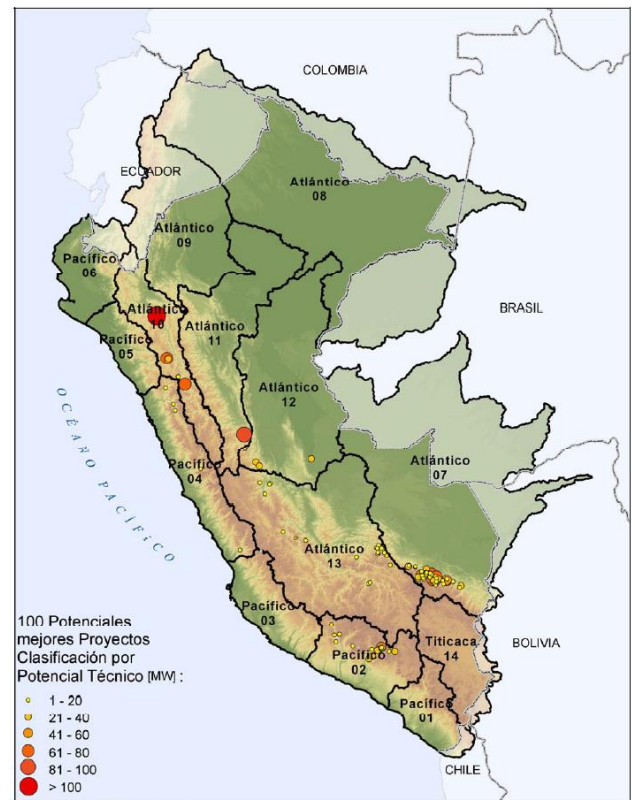 COLOMBIA
ECUADOR
Atlántico
08
Atlántico
09
Pacífico
06
Atlántico
10
Atlántico
11
Pacífico
05
BRASIL
Atlántico
12
OCÉANO PACÍFICO
Atlántico
07
Pacífico
04
Atlántico
13
Pacífico
03
Titicaca
14
BOLIVIA
Pacífico
02
Pacífico
01
CHILE
100 Potenciales
mejores Proyectos
Clasificación por
Potencial Técnico [MW] :
1 - 20
21 - 40
41 - 60
61 - 80
81 - 100
> 100